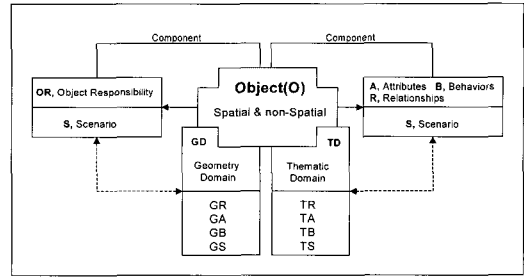 Component
Component
OR, Object Responsibility
S, Scenario
Object(O)
Spatial & non-Spatial
A, Attributes B, Behaviors
R, Relationships
S, Scenario
GD
Geometry
Domain
GR
GA
GB
GS
TD
Thematic
Domain
TR
TA
TB
TS